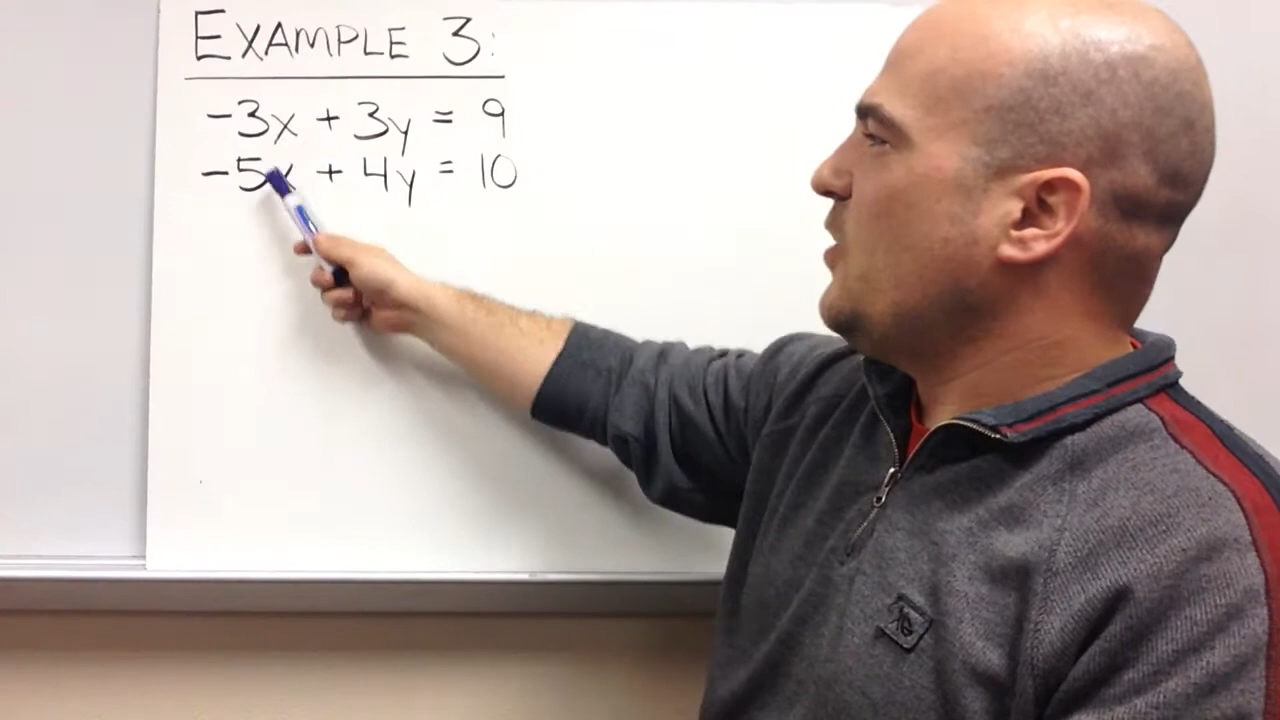 EXAMPLE 3:
-3x + 3y = 9
-5x + 4y = 10